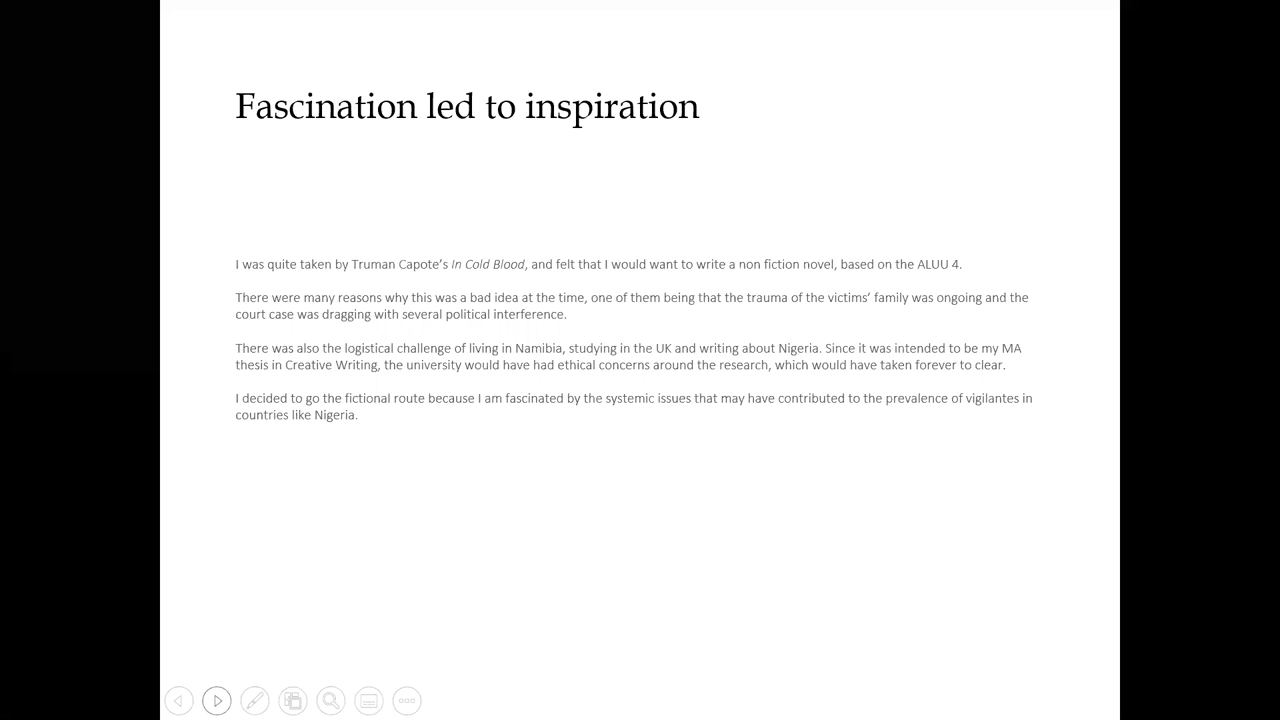 Fascination led to inspiration
I was quite taken by Truman Capote’s In Cold Blood, and felt that I would want to write a non fiction novel, based on the ALUU 4.
There were many reasons why this was a bad idea at the time, one of them being that the trauma of the victims’ family was ongoing and the
court case was dragging with several political interference.
There was also the logistical challenge of living in Namibia, studying in the UK and writing about Nigeria. Since it was intended to be my MA
thesis in Creative Writing, the university would have had ethical concerns around the research, which would have taken forever to clear.
I decided to go the fictional route because I am fascinated by the systemic issues that may have contributed to the prevalence of vigilantes in
countries like Nigeria.